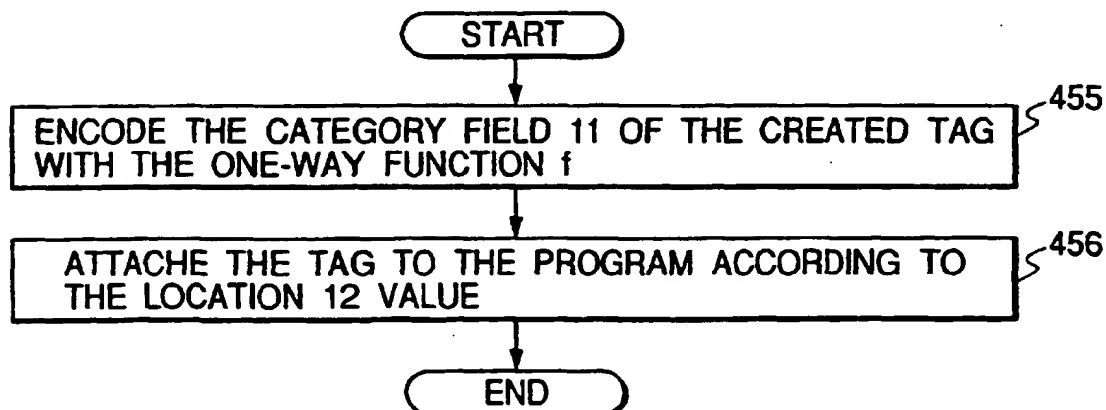 START
455
ENCODE THE CATEGORY FIELD 11 OF THE CREATED TAG
WITH THE ONE-WAY FUNCTION f
456
ATTACHE THE TAG TO THE PROGRAM ACCORDING TO
THE LOCATION 12 VALUE
END